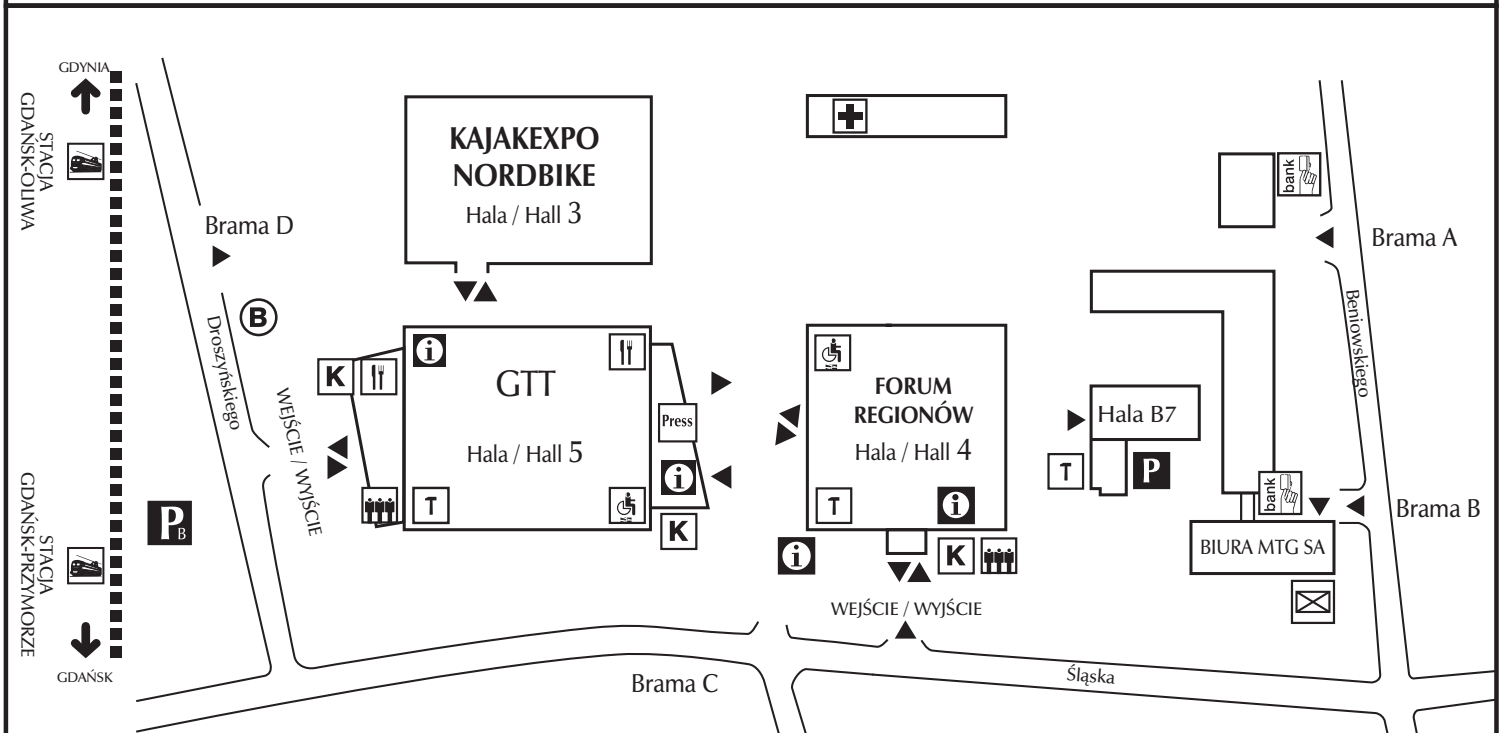 GDYNIA
STACJA
GDAŃSK-OLIWA
KAJAKEXPO
NORDBIKE
Hala / Hall 3
bank
Brama D
Brama A
B
Droszyńskiego
Beniowskiego
WEJŚCIE / WYJŚCIE
K
i
GTT
Hala / Hall 5
Press
i
T
K
FORUM
REGIONÓW
Hala / Hall 4
T
i
i
K
Hala B7
T
P
bank
Brama B
BIURA MTG SA
PB
STACJA
GDAŃSK-PRZYMORZE
GDAŃSK
WEJŚCIE / WYJŚCIE
Brama C
Śląska